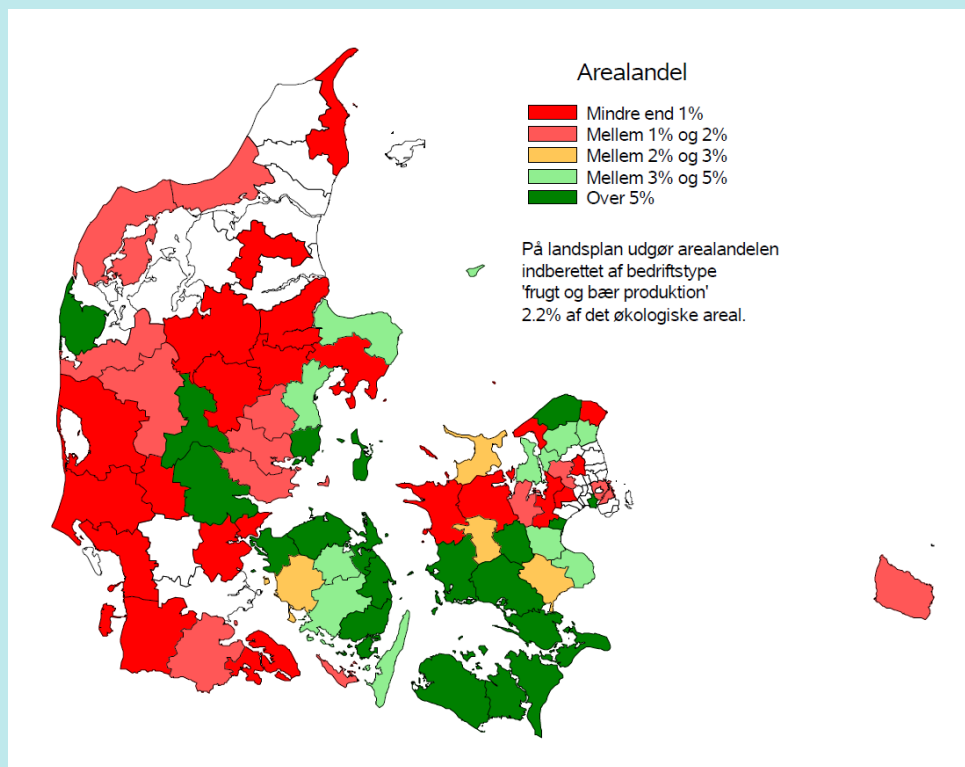 Arealandel
Mindre end 1%
Mellem 1% og 2%
Mellem 2% og 3%
Mellem 3% og 5%
Over 5%
På landsplan udgør arealandelen
indberettet af bedriftstype
'frugt og bær produktion'
2.2% af det økologiske areal.